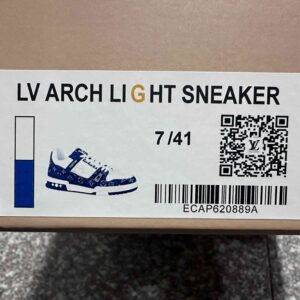 LV ARCH LIGHT SNEAKER
7/41
ECAP620889A